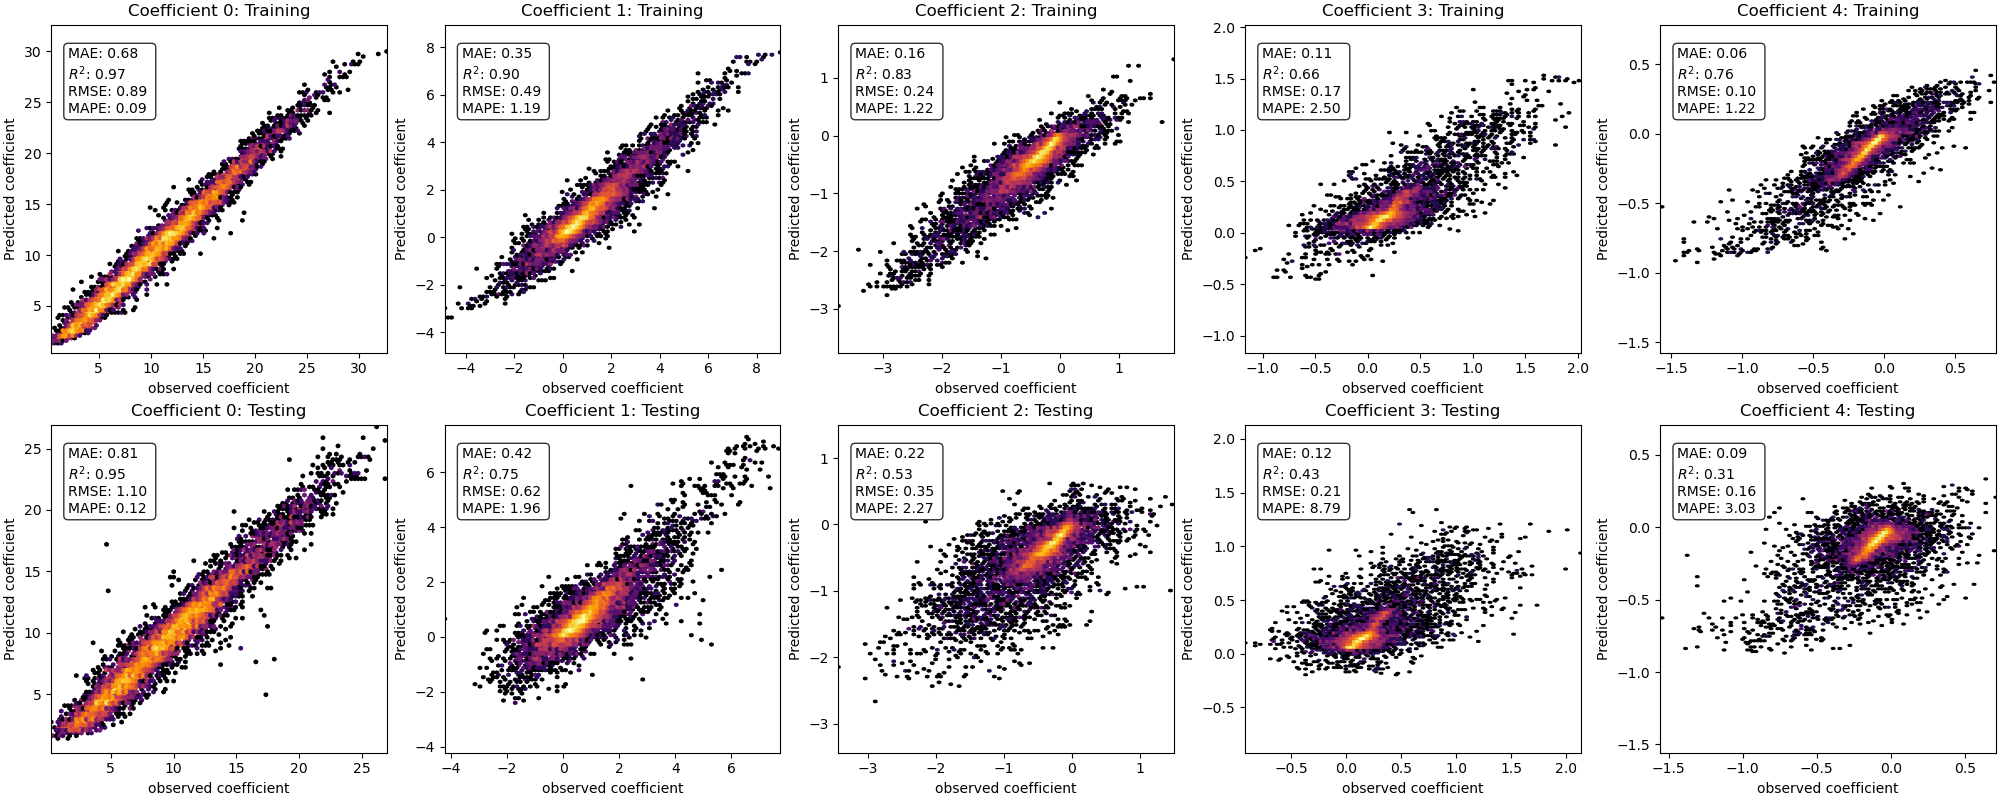 Coefficient 0: Training
MAE: 0.68
R²: 0.97
RMSE: 0.89
MAPE: 0.09
Predicted coefficient
30
25
20
15
10
5
5 10 15 20 25 30
observed coefficient
Coefficient 1: Training
MAE: 0.35
R²: 0.90
RMSE: 0.49
MAPE: 1.19
Predicted coefficient
8
6
4
2
0
−2
−4
−4 −2 0 2 4 6 8
observed coefficient
Coefficient 2: Training
MAE: 0.16
R²: 0.83
RMSE: 0.24
MAPE: 1.22
Predicted coefficient
1
0
−1
−2
−3
−3 −2 −1 0 1
observed coefficient
Coefficient 3: Training
MAE: 0.11
R²: 0.66
RMSE: 0.17
MAPE: 2.50
Predicted coefficient
2.0
1.5
1.0
0.5
0.0
−0.5
−1.0
−1.0 −0.5 0.0 0.5 1.0 1.5 2.0
observed coefficient
Coefficient 4: Training
MAE: 0.06
R²: 0.76
RMSE: 0.10
MAPE: 1.22
Predicted coefficient
0.5
0.0
−0.5
−1.0
−1.5
−1.5 −1.0 −0.5 0.0 0.5
observed coefficient
Coefficient 0: Testing
MAE: 0.81
R²: 0.95
RMSE: 1.10
MAPE: 0.12
Predicted coefficient
25
20
15
10
5
5 10 15 20 25
observed coefficient
Coefficient 1: Testing
MAE: 0.42
R²: 0.75
RMSE: 0.62
MAPE: 1.96
Predicted coefficient
6
4
2
0
−2
−4
−4 −2 0 2 4 6
observed coefficient
Coefficient 2: Testing
MAE: 0.22
R²: 0.53
RMSE: 0.35
MAPE: 2.27
Predicted coefficient
1
0
−1
−2
−3
−3 −2 −1 0 1
observed coefficient
Coefficient 3: Testing
MAE: 0.12
R²: 0.43
RMSE: 0.21
MAPE: 8.79
Predicted coefficient
2.0
1.5
1.0
0.5
0.0
−0.5
−0.5 0.0 0.5 1.0 1.5 2.0
observed coefficient
Coefficient 4: Testing
MAE: 0.09
R²: 0.31
RMSE: 0.16
MAPE: 3.03
Predicted coefficient
0.5
0.0
−0.5
−1.0
−1.5
−1.5 −1.0 −0.5 0.0 0.5
observed coefficient